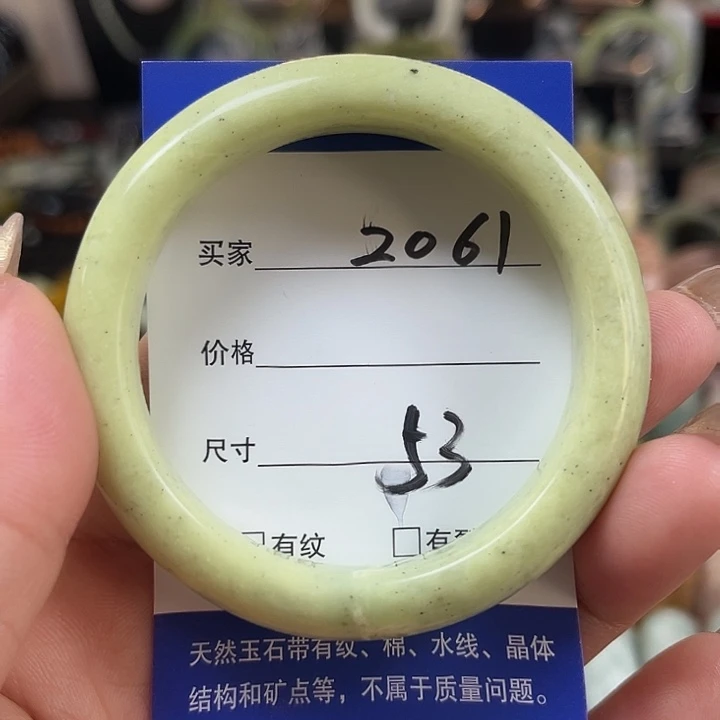 买家 2061
价格
尺寸 53
□有纹 □有
天然玉石带有纹、棉、水线、晶体
结构和矿点等，不属于质量问题。